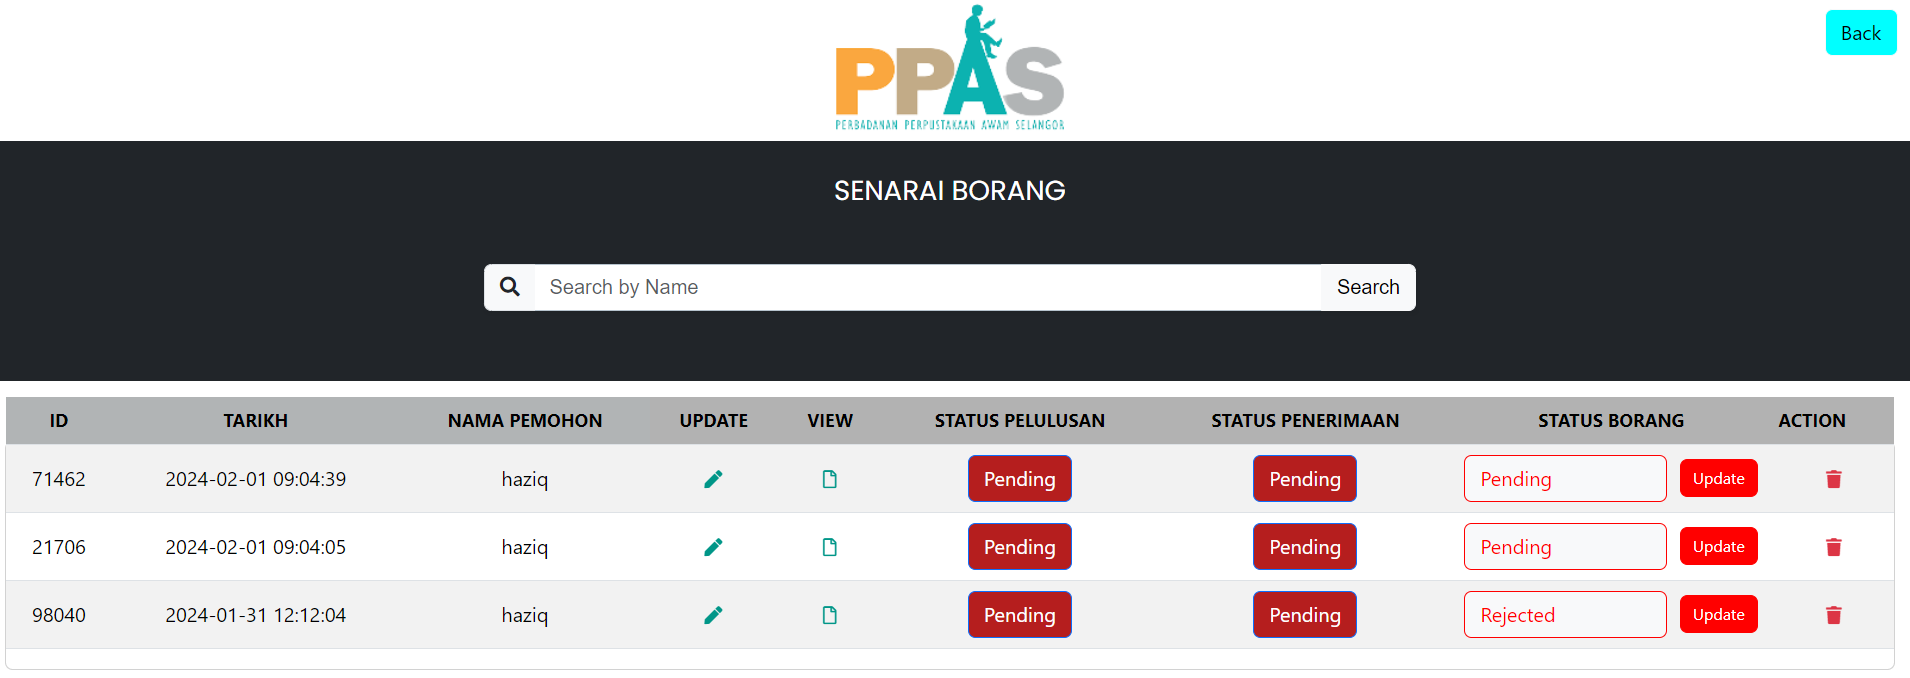 Back
PPAS
PERBADANAN PERPUSTAKAAN AWAM SELANGOR
SENARAI BORANG
Search by Name Search
ID TARIKH NAMA PEMOHON UPDATE VIEW STATUS PELULUSAN STATUS PENERIMAAN STATUS BORANG ACTION
71462 2024-02-01 09:04:39 haziq Pending Pending Pending Update
21706 2024-02-01 09:04:05 haziq Pending Pending Pending Update
98040 2024-01-31 12:12:04 haziq Pending Pending Rejected Update